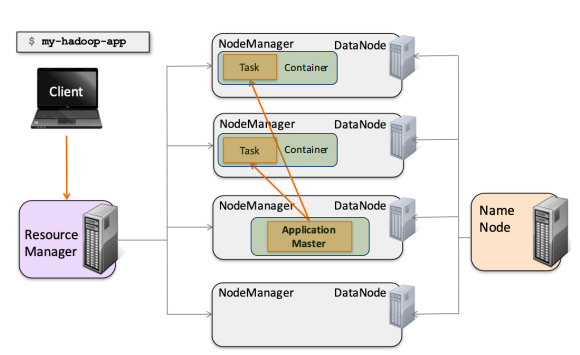 $ my-hadoop-app
Client
Resource
Manager
NodeManager
DataNode
Task
Container
NodeManager
DataNode
Task
Container
NodeManager
DataNode
Application
Master
NodeManager
DataNode
Name
Node